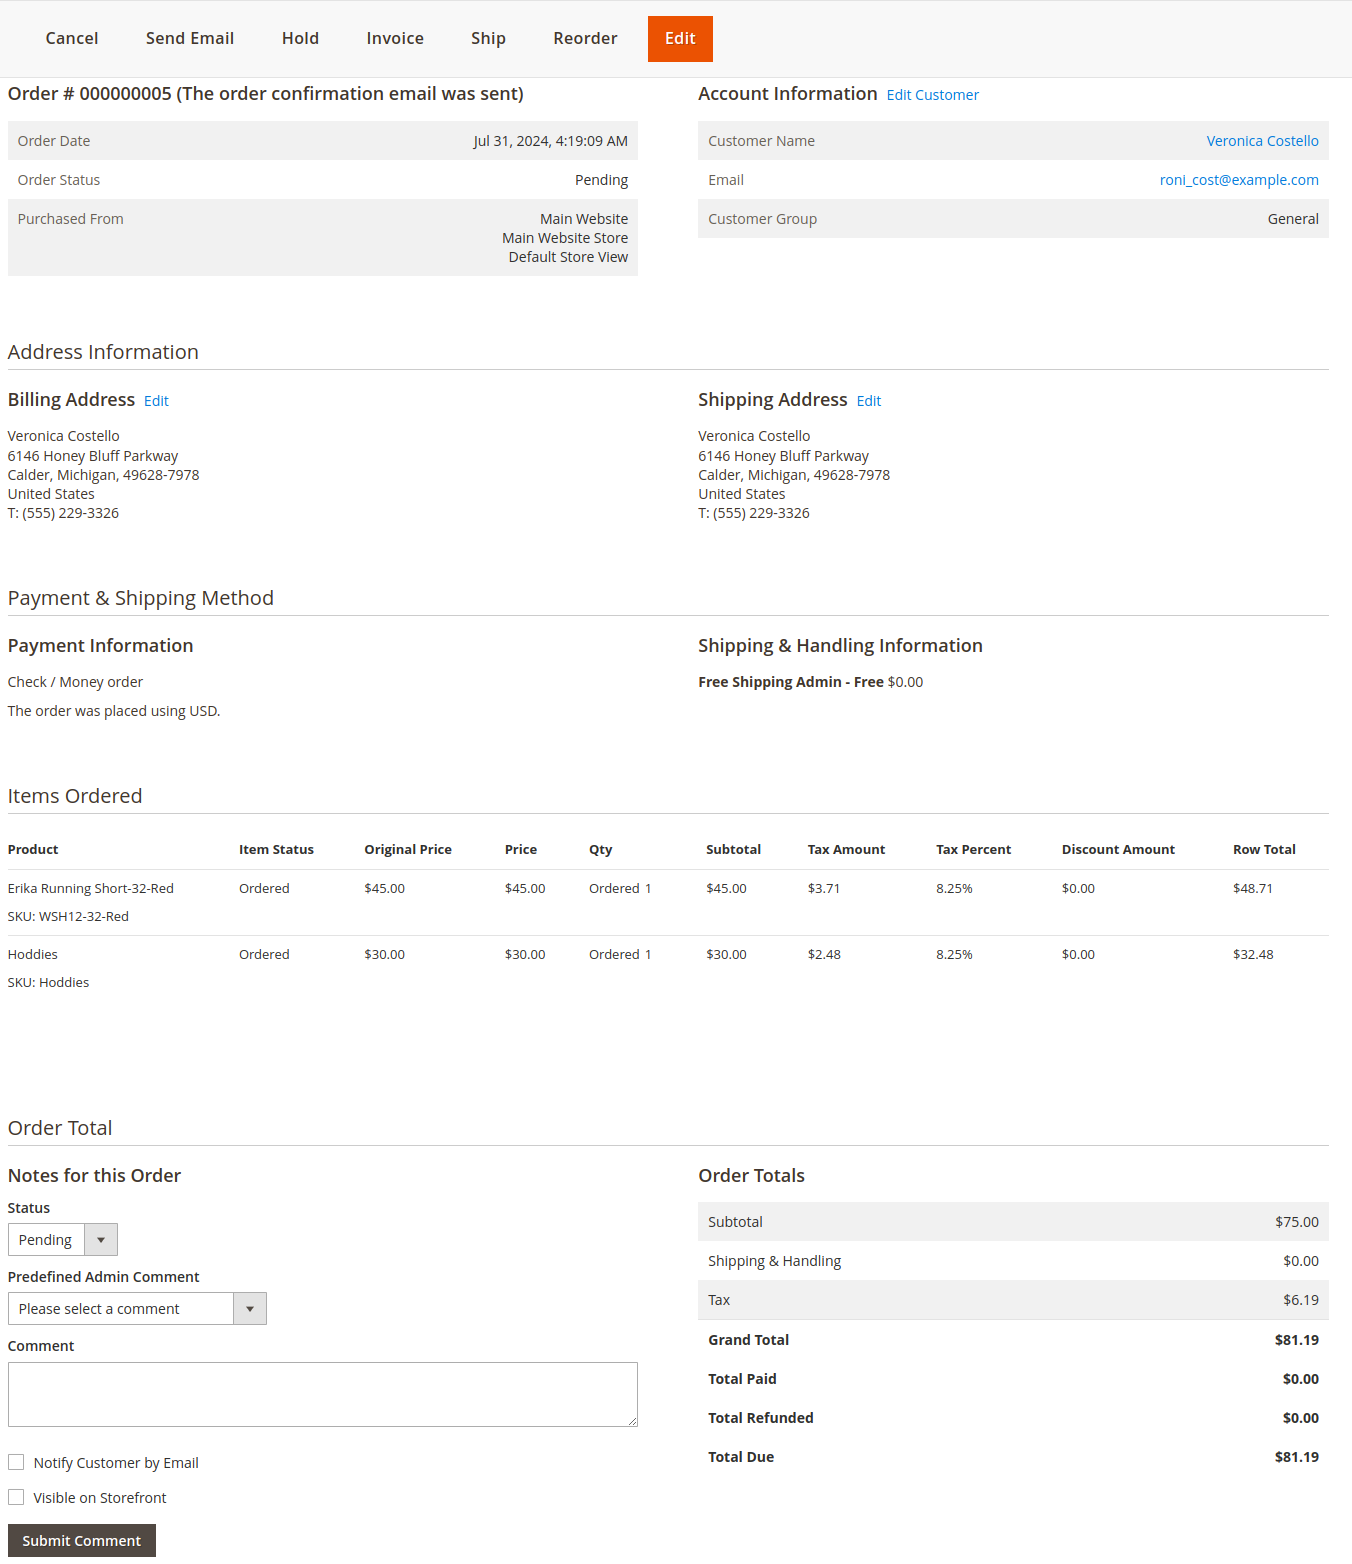 Cancel Send Email Hold Invoice Ship Reorder Edit
Order # 000000005 (The order confirmation email was sent)
Order Date Jul 31, 2024, 4:19:09 AM
Order Status Pending
Purchased From Main Website
Main Website Store
Default Store View
Account Information Edit Customer
Customer Name Veronica Costello
Email roni_cost@example.com
Customer Group General
Address Information
Billing Address Edit
Veronica Costello
6146 Honey Bluff Parkway
Calder, Michigan, 49628-7978
United States
T: (555) 229-3326
Shipping Address Edit
Veronica Costello
6146 Honey Bluff Parkway
Calder, Michigan, 49628-7978
United States
T: (555) 229-3326
Payment & Shipping Method
Payment Information
Check / Money order
The order was placed using USD.
Shipping & Handling Information
Free Shipping Admin - Free $0.00
Items Ordered
Product Item Status Original Price Price Qty Subtotal Tax Amount Tax Percent Discount Amount Row Total
Erika Running Short-32-Red Ordered $45.00 $45.00 Ordered 1 $45.00 $3.71 8.25% $0.00 $48.71
SKU: WSH12-32-Red
Hoddies Ordered $30.00 $30.00 Ordered 1 $30.00 $2.48 8.25% $0.00 $32.48
SKU: Hoddies
Order Total
Notes for this Order
Status
Pending
Predefined Admin Comment
Please select a comment
Comment
Notify Customer by Email
Visible on Storefront
Submit Comment
Order Totals
Subtotal $75.00
Shipping & Handling $0.00
Tax $6.19
Grand Total $81.19
Total Paid $0.00
Total Refunded $0.00
Total Due $81.19